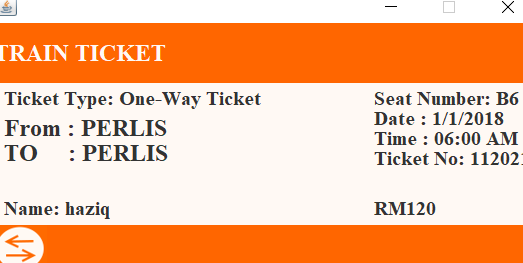 TRAIN TICKET
Ticket Type: One-Way Ticket
Seat Number: B6
From : PERLIS
Date : 1/1/2018
TO : PERLIS
Time : 06:00 AM
Ticket No: 112021
Name: haziq
RM120